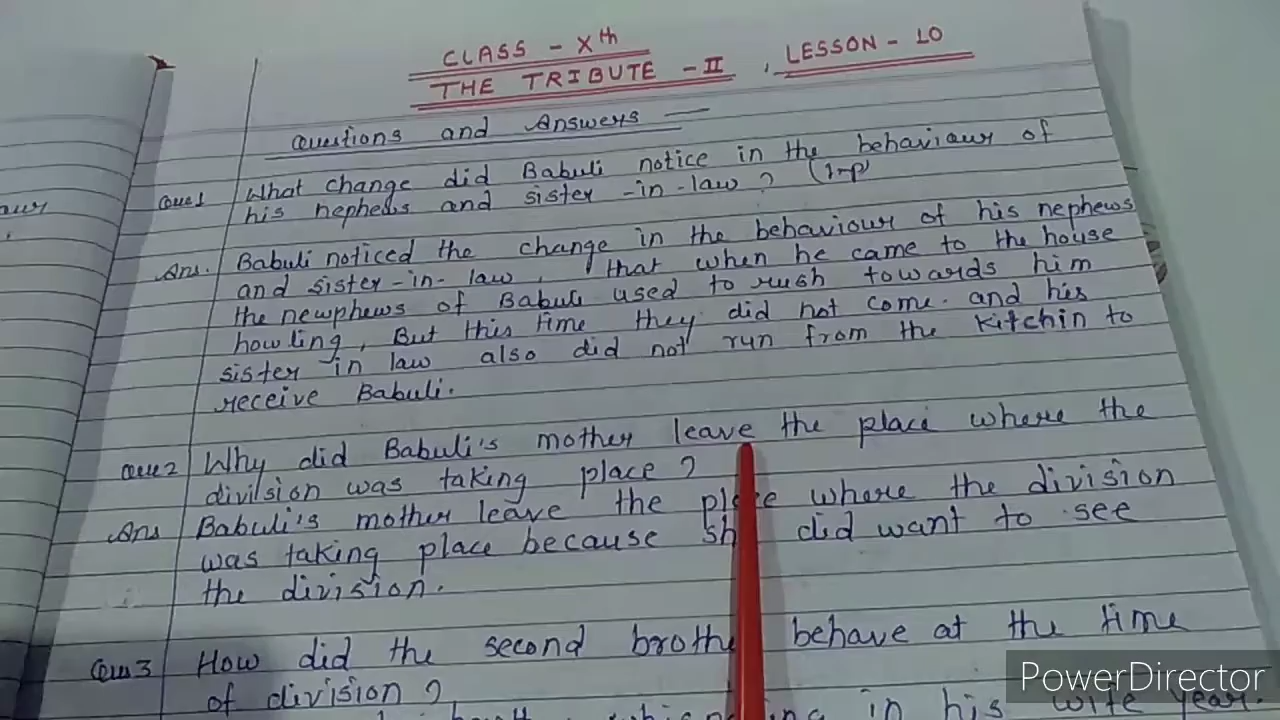 CLASS - Xth
THE TRIBUTE - II , LESSON - 10
Questions and Answers
Ques1 What change did Babuli notice in the behaviour of
his nephews and sister-in-law ? (Imp)
Ans. Babuli noticed the change in the behaviour of his nephews
and sister-in-law, that when he came to the house
the newphews of Babuli used to rush towards him
howling, But this time they did not come. and his
sister in law also did not run from the kitchin to
receive Babuli.
Que2 Why did Babuli's mother leave the place where the
division was taking place ?
Ans Babuli's mother leave the place where the division
was taking place because did want to see
the division.
Ques3 How did the second behave at the time
of division ?
in his wife year.
PowerDirector